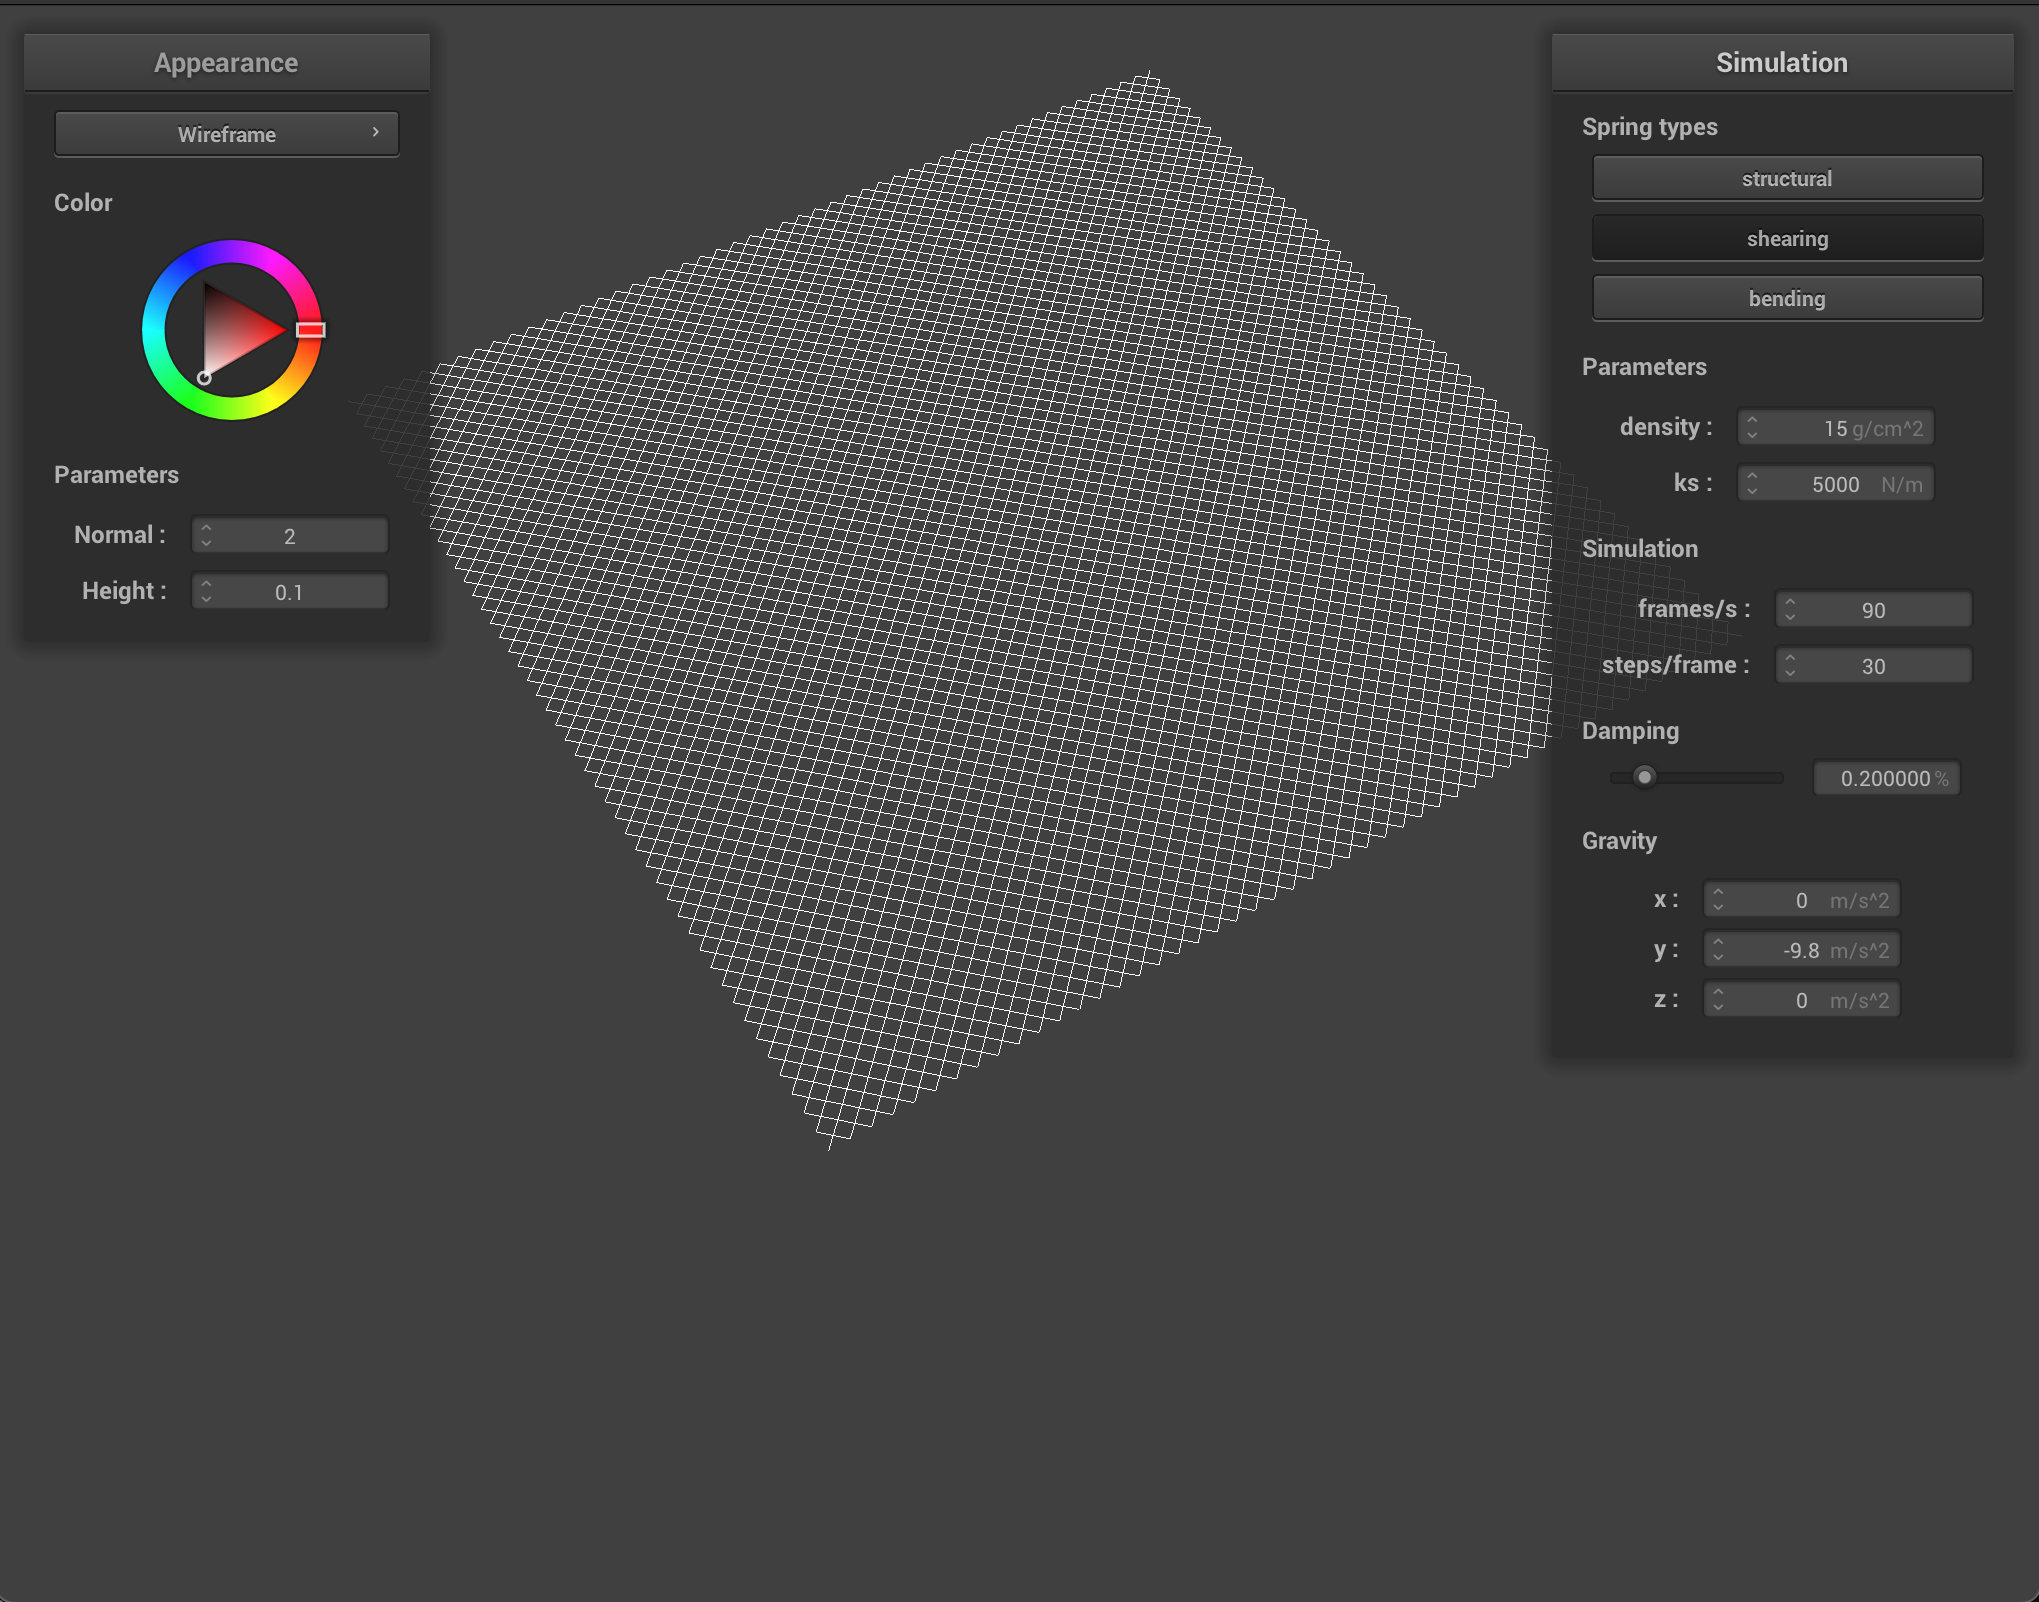 Appearance
Wireframe
Color
Parameters
Normal :
2
Height :
0.1
Simulation
Spring types
structural
shearing
bending
Parameters
density :
15 g/cm^2
ks :
5000 N/m
Simulation
frames/s :
90
steps/frame :
30
Damping
0.200000 %
Gravity
x :
0 m/s^2
y :
-9.8 m/s^2
z :
0 m/s^2